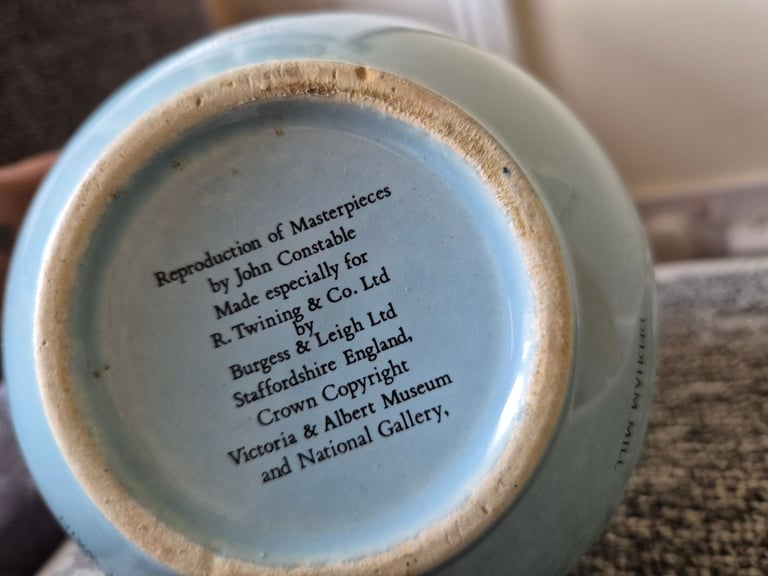 Reproduction of Masterpieces
by John Constable
Made especially for
R. Twining & Co. Ltd
by
Burgess & Leigh Ltd
Staffordshire England,
Crown Copyright
Victoria & Albert Museum
and National Gallery,
DEDHAM MILL